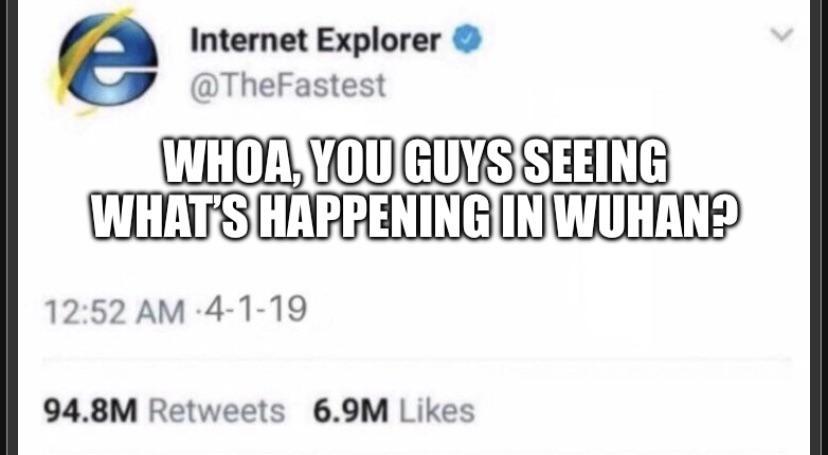 Internet Explorer
@TheFastest
WHOA, YOU GUYS SEEING
WHAT'S HAPPENING IN WUHAN?
12:52 AM ·4-1-19
94.8M Retweets 6.9M Likes